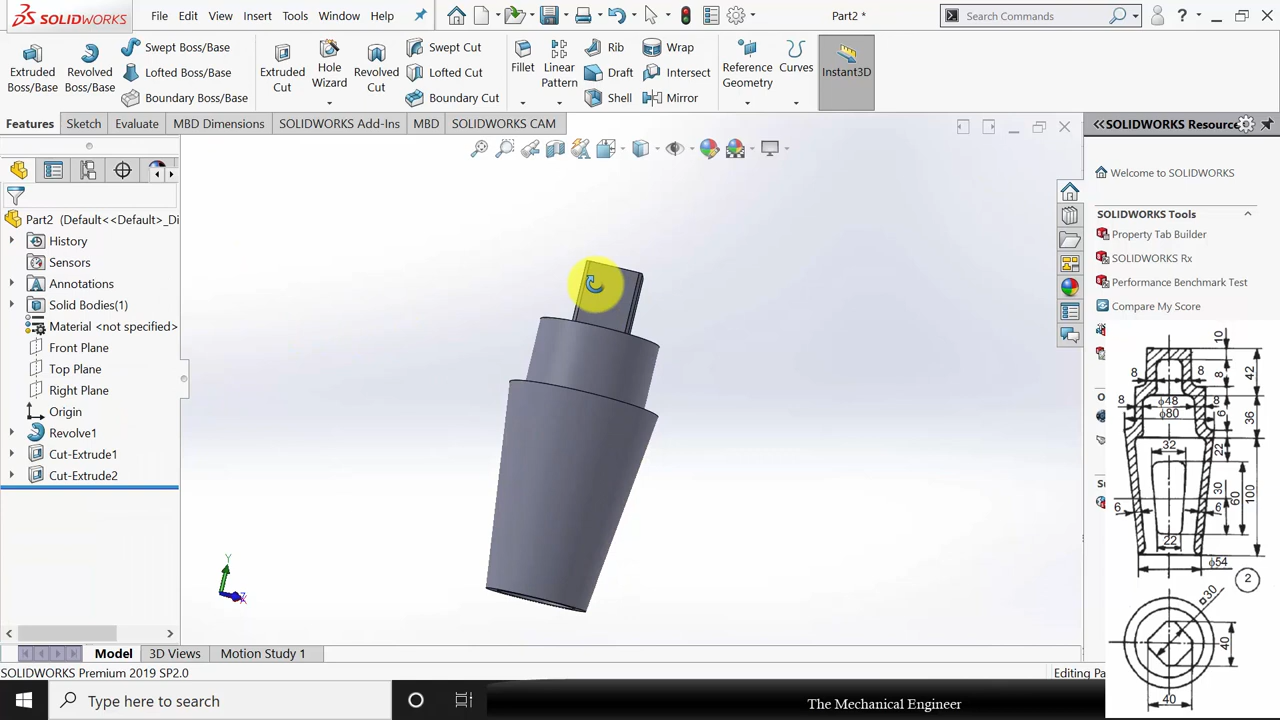 SOLIDWORKS File Edit View Insert Tools Window Help Part2 * Search Commands ?
Extruded Boss/Base
Revolved Boss/Base
Swept Boss/Base
Lofted Boss/Base
Boundary Boss/Base
Extruded Cut
Hole Wizard
Revolved Cut
Swept Cut
Lofted Cut
Boundary Cut
Fillet
Linear Pattern
Rib
Draft
Shell
Wrap
Intersect
Mirror
Reference Geometry
Curves
Instant3D
Features Sketch Evaluate MBD Dimensions SOLIDWORKS Add-Ins MBD SOLIDWORKS CAM
Part2 (Default<<Default>_Di
History
Sensors
Annotations
Solid Bodies(1)
Material <not specified>
Front Plane
Top Plane
Right Plane
Origin
Revolve1
Cut-Extrude1
Cut-Extrude2
Y
<<SOLIDWORKS Resource
Welcome to SOLIDWORKS
SOLIDWORKS Tools
Property Tab Builder
SOLIDWORKS Rx
Performance Benchmark Test
Compare My Score
10
8 8 8 42
8 ϕ48 8
ϕ80 6 36
32 22
30 60 100
6 6
22
ϕ54
2
□30
40
40
Model 3D Views Motion Study 1
SOLIDWORKS Premium 2019 SP2.0 Editing Pa
Type here to search
The Mechanical Engineer